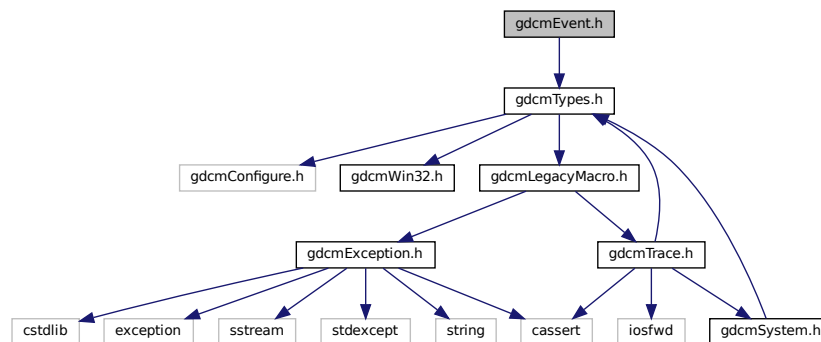 gdcmEvent.h
gdcmTypes.h
gdcmConfigure.h
gdcmWin32.h
gdcmLegacyMacro.h
gdcmException.h
gdcmTrace.h
cstdlib
exception
sstream
stdexcept
string
cassert
iosfwd
gdcmSystem.h